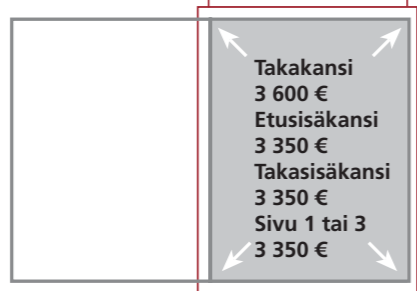 Takakansi
3 600 €
Etusisäkansi
3 350 €
Takasisäkansi
3 350 €
Sivu 1 tai 3
3 350 €